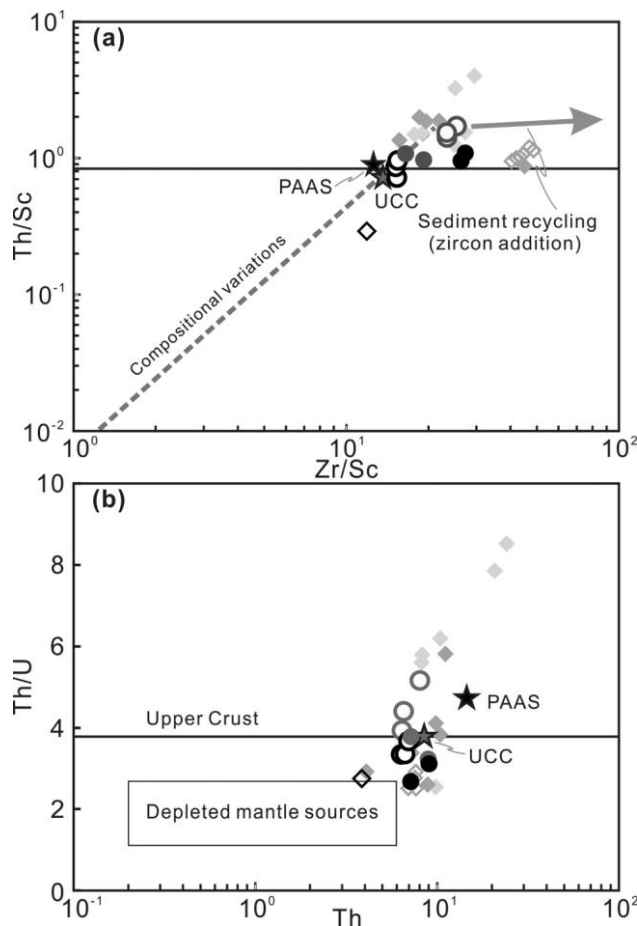 (a)
10¹
10⁰
10⁻¹
10⁻²
Th/Sc
PAAS
UCC
Sediment recycling
(zircon addition)
Compositional variations
10⁰
10¹
10²
Zr/Sc
(b)
10
8
6
4
2
0
Th/U
PAAS
Upper Crust
UCC
Depleted mantle sources
10⁻¹
10⁰
10¹
10²
Th